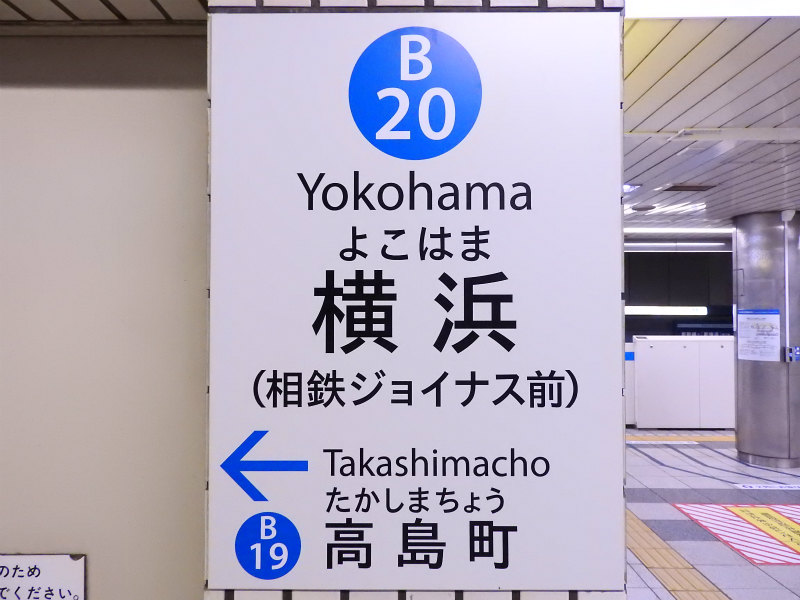 B
20
Yokohama
よこはま
横浜
(相鉄ジョイナス前)
Takashimacho
たかしまちょう
B
19
高島町
のため
でください。